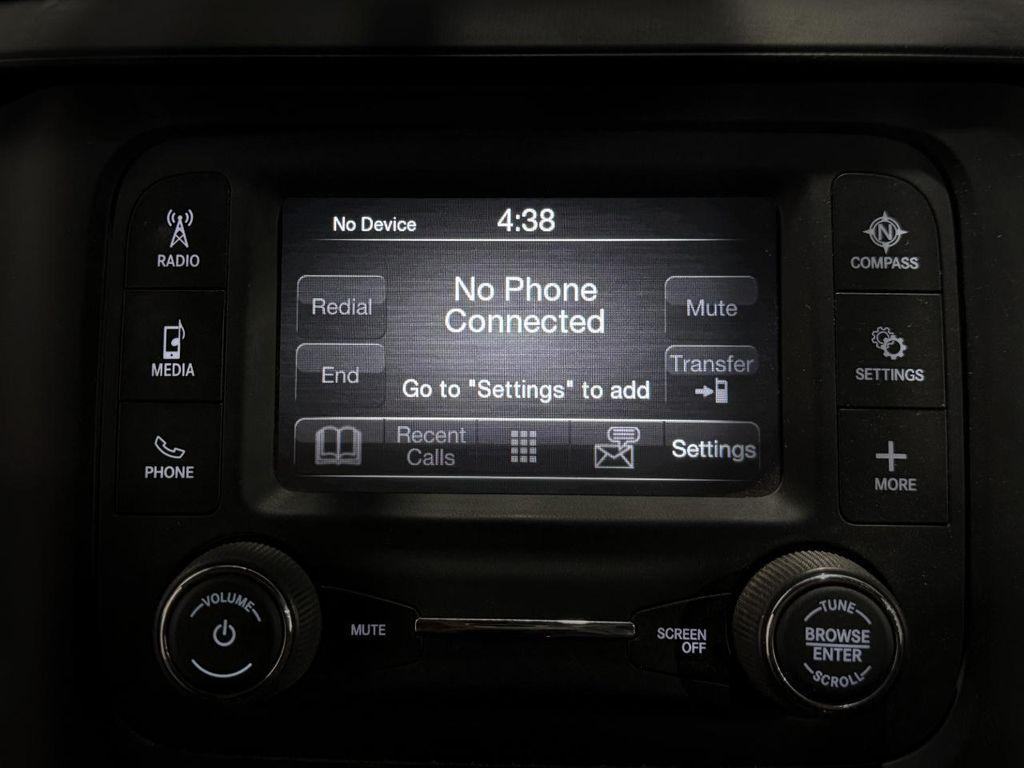 No Device
4:38
RADIO
MEDIA
PHONE
Redial
End
No Phone
Connected
Go to "Settings" to add
Mute
Transfer
Recent
Calls
Settings
N
COMPASS
SETTINGS
MORE
VOLUME
MUTE
SCREEN
OFF
TUNE
BROWSE
ENTER
SCROLL